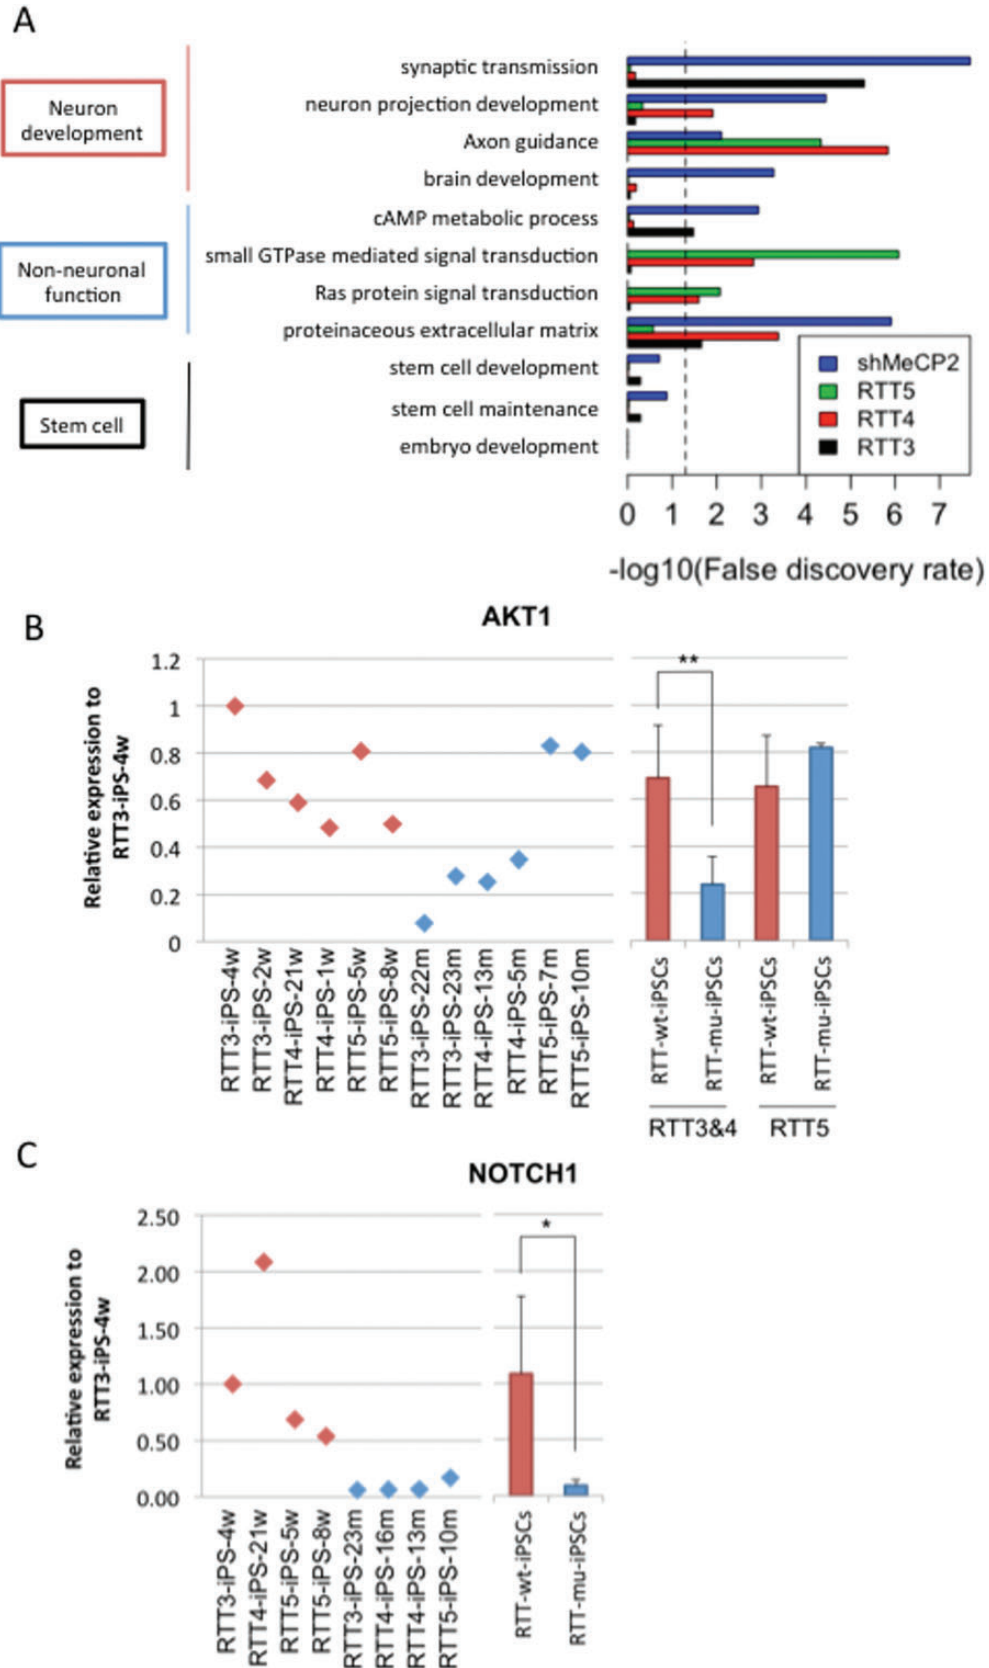 A
Neuron
development
Non-neuronal
function
Stem cell
synaptic transmission
neuron projection development
Axon guidance
brain development
cAMP metabolic process
small GTPase mediated signal transduction
Ras protein signal transduction
proteinaceous extracellular matrix
stem cell development
stem cell maintenance
embryo development
shMeCP2
RTT5
RTT4
RTT3
0 1 2 3 4 5 6 7
-log10(False discovery rate)
B
AKT1
Relative expression to
RTT3-iPS-4w
1.2
1
0.8
0.6
0.4
0.2
0
**
RTT3-iPS-4w
RTT3-iPS-2w
RTT4-iPS-21w
RTT4-iPS-1w
RTT5-iPS-5w
RTT5-iPS-8w
RTT3-iPS-22m
RTT3-iPS-23m
RTT4-iPS-13m
RTT4-iPS-5m
RTT5-iPS-7m
RTT5-iPS-10m
RTT-wt-iPSCs
RTT-mu-iPSCs
RTT-wt-iPSCs
RTT-mu-iPSCs
RTT3&4
RTT5
C
NOTCH1
Relative expression to
RTT3-iPS-4w
2.50
2.00
1.50
1.00
0.50
0.00
*
RTT3-iPS-4w
RTT4-iPS-21w
RTT5-iPS-5w
RTT5-iPS-8w
RTT3-iPS-23m
RTT4-iPS-16m
RTT4-iPS-13m
RTT5-iPS-10m
RTT-wt-iPSCs
RTT-mu-iPSCs